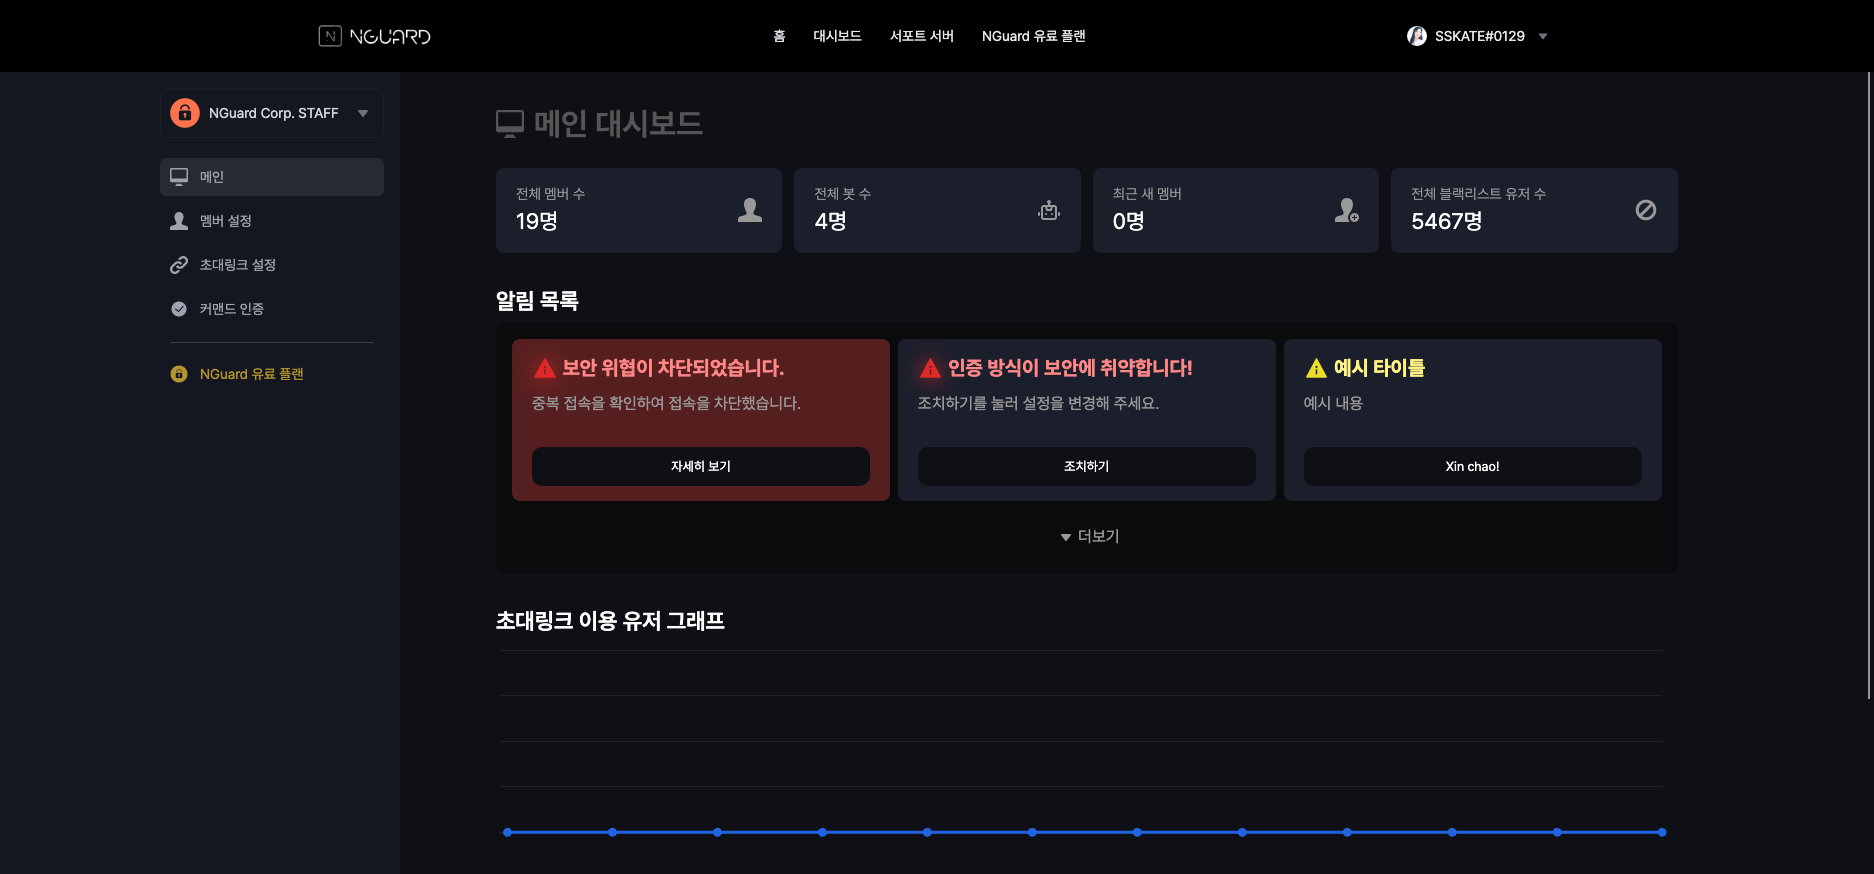 N NGUARD
홈 대시보드 서포트 서버 NGuard 유료 플랜
SSKATE#0129
NGuard Corp. STAFF
메인
멤버 설정
초대링크 설정
커맨드 인증
NGuard 유료 플랜
메인 대시보드
전체 멤버 수
19명
전체 봇 수
4명
최근 새 멤버
0명
전체 블랙리스트 유저 수
5467명
알림 목록
보안 위협이 차단되었습니다.
중복 접속을 확인하여 접속을 차단했습니다.
자세히 보기
인증 방식이 보안에 취약합니다!
조치하기를 눌러 설정을 변경해 주세요.
조치하기
예시 타이틀
예시 내용
Xin chao!
더보기
초대링크 이용 유저 그래프